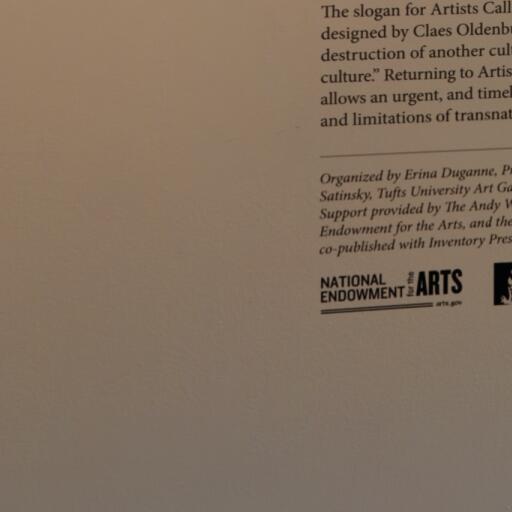 The slogan for Artists Call
designed by Claes Oldenbu
destruction of another cul
culture.” Returning to Artis
allows an urgent, and timel
and limitations of transnat
Organized by Erina Duganne, P
Satinsky, Tufts University Art Ga
Support provided by The Andy W
Endowment for the Arts, and the
co-published with Inventory Pres
NATIONAL
ENDOWMENT for the ARTS
arts.gov